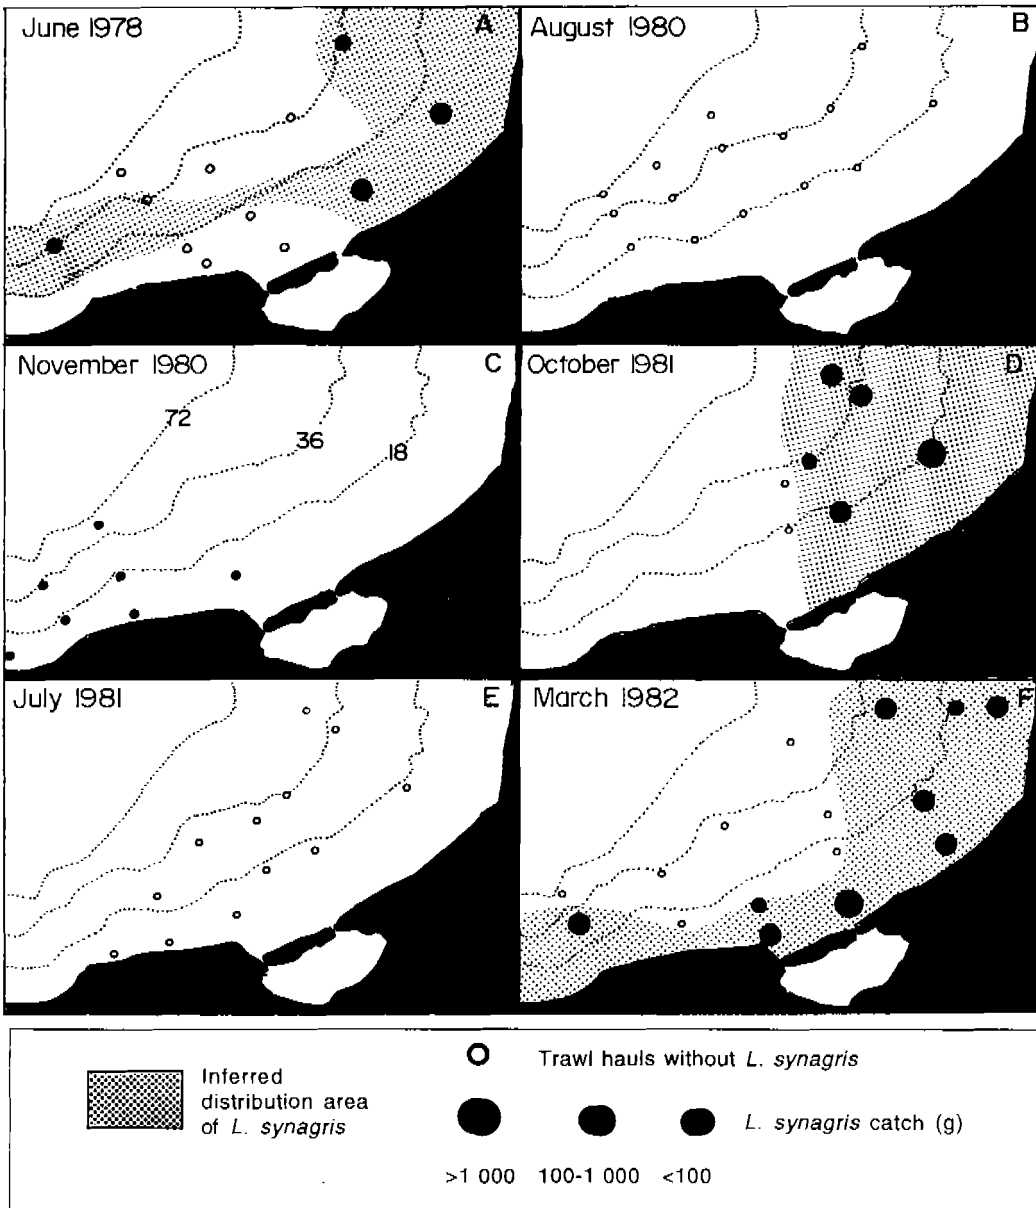 June 1978
A
August 1980
B
November 1980
C
72
36
18
October 1981
D
July 1981
E
March 1982
F
Inferred
distribution area
of L. synagris
Trawl hauls without L. synagris
L. synagris catch (g)
>1 000 100-1 000 <100